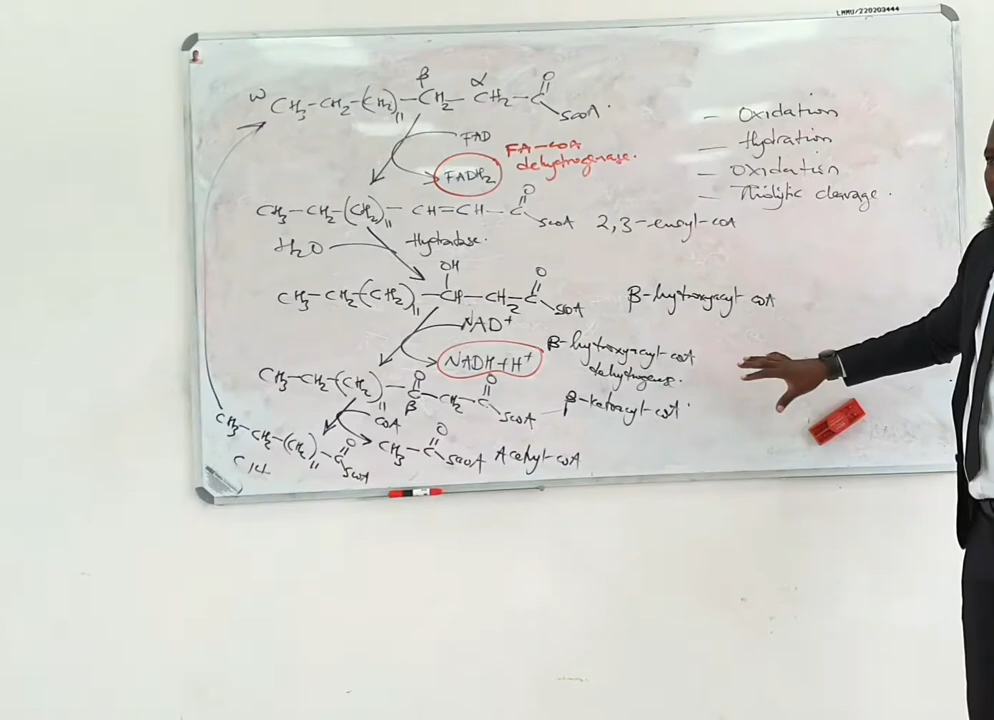 LMMU/220203444
ω CH3-CH2-(CH2)11-CH2-CH2-C
β α O
SCoA.
- Oxidation
- Hydration
- Oxidation
- Thiolytic cleavage.
FAD
FADH2
FA-CoA
dehydrogenase.
CH3-CH2-(CH2)11-CH=CH-C
O
SCoA 2,3-enoyl-CoA
H2O
Hydratase.
OH O
CH3-CH2-(CH2)11-CH-CH2-C
SCoA
β-hydroxyacyl CoA
NAD+
NADH+H+
β-hydroxyacyl-CoA
dehydrogenase.
CH3-CH2-(CH2)11-C-CH2-C
O O
β
SCoA - β-ketoacyl-CoA.
CoA
CH3-CH2-(CH2)11-C
O
SCoA
C14
CH3-C
O
SCoA Acetyl-CoA